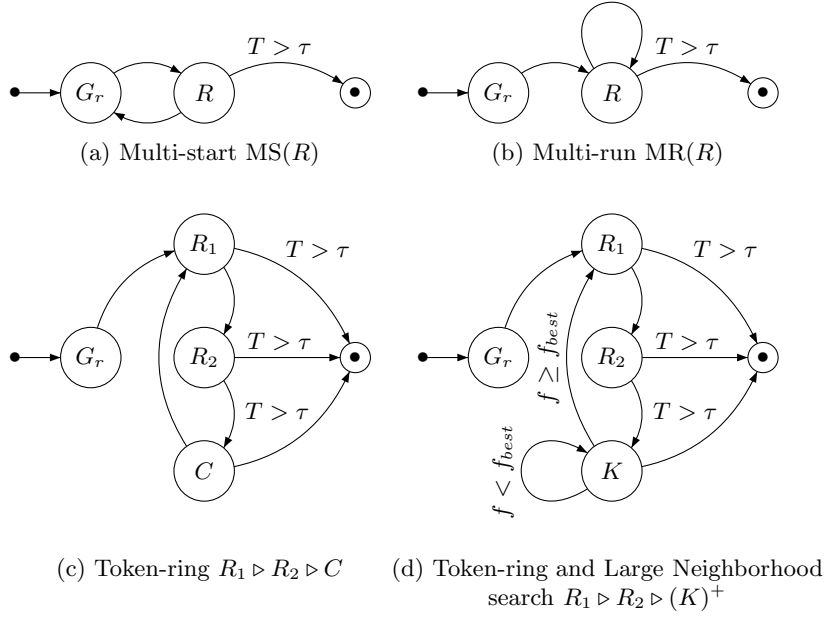 T > τ
G_r R
(a) Multi-start MS(R)
T > τ
G_r R
(b) Multi-run MR(R)
R_1
T > τ
G_r R_2 T > τ
T > τ
C
(c) Token-ring R_1 ▷ R_2 ▷ C
R_1
T > τ
f ≥ f_best
G_r R_2 T > τ
T > τ
f < f_best
K
(d) Token-ring and Large Neighborhood
search R_1 ▷ R_2 ▷ (K)^+